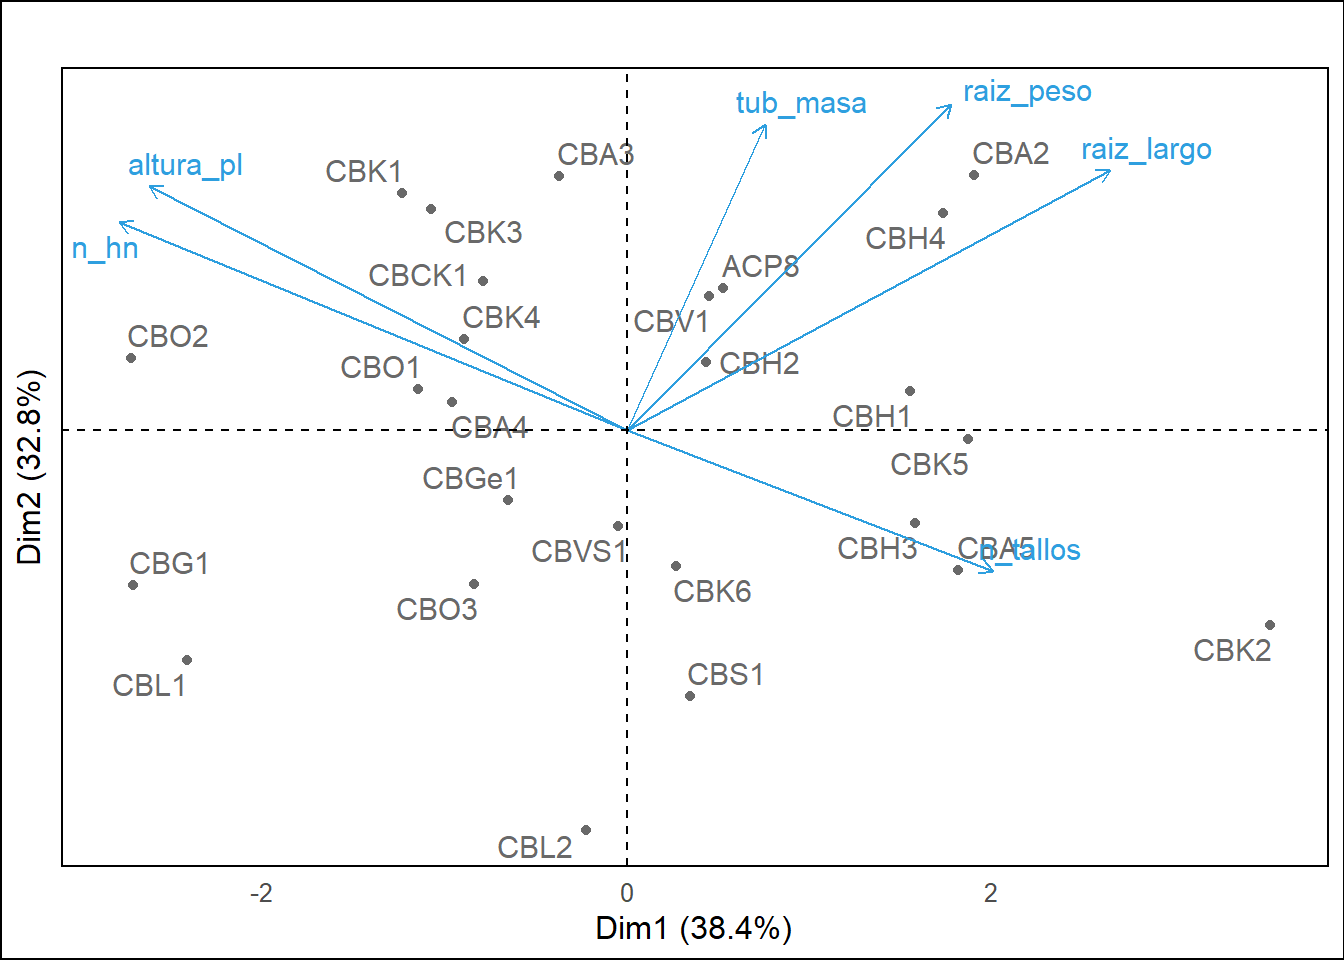 tub_masa
raiz_peso
raiz_largo
CBA2
CBA3
altura_pl
CBK1
CBK3
CBH4
n_hn
CBCK1
ACP8
CBK4
CBV1
CBO2
CBO1
CBH2
CBA4
CBH1
CBK5
CBGe1
CBVS1
CBH3
CBA5
n_tallos
CBG1
CBO3
CBK6
CBK2
CBL1
CBS1
CBL2
Dim2 (32.8%)
-2
0
2
Dim1 (38.4%)